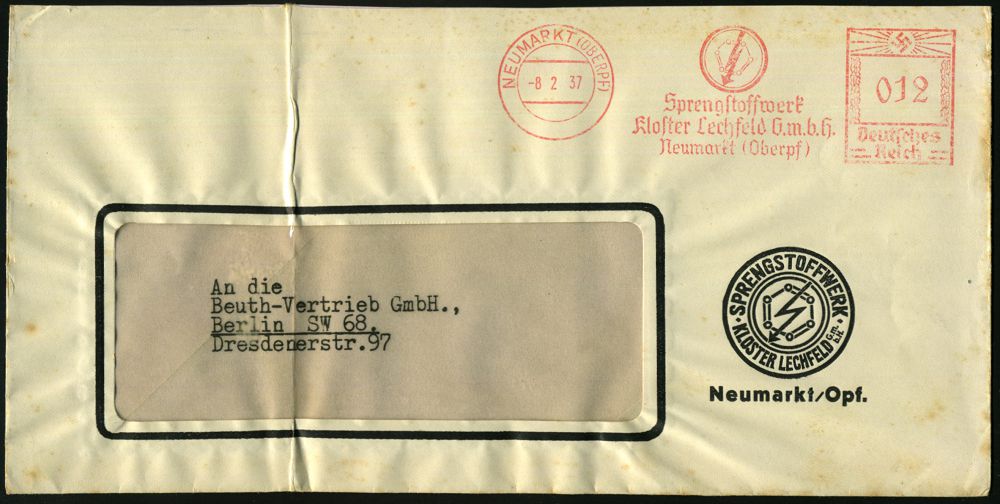 NEUMARKT (OBERPF)
-8 2 37
Sprengstoffwerk
Kloster Lechfeld G.m.b.H.
Neumarkt (Oberpf)
012
Deutsches
Reich
An die
Beuth-Vertrieb GmbH.,
Berlin SW 68.
Dresdenerstr.97
SPRENGSTOFFWERK
KLOSTER LECHFELD G.m.b.H.
Neumarkt/Opf.